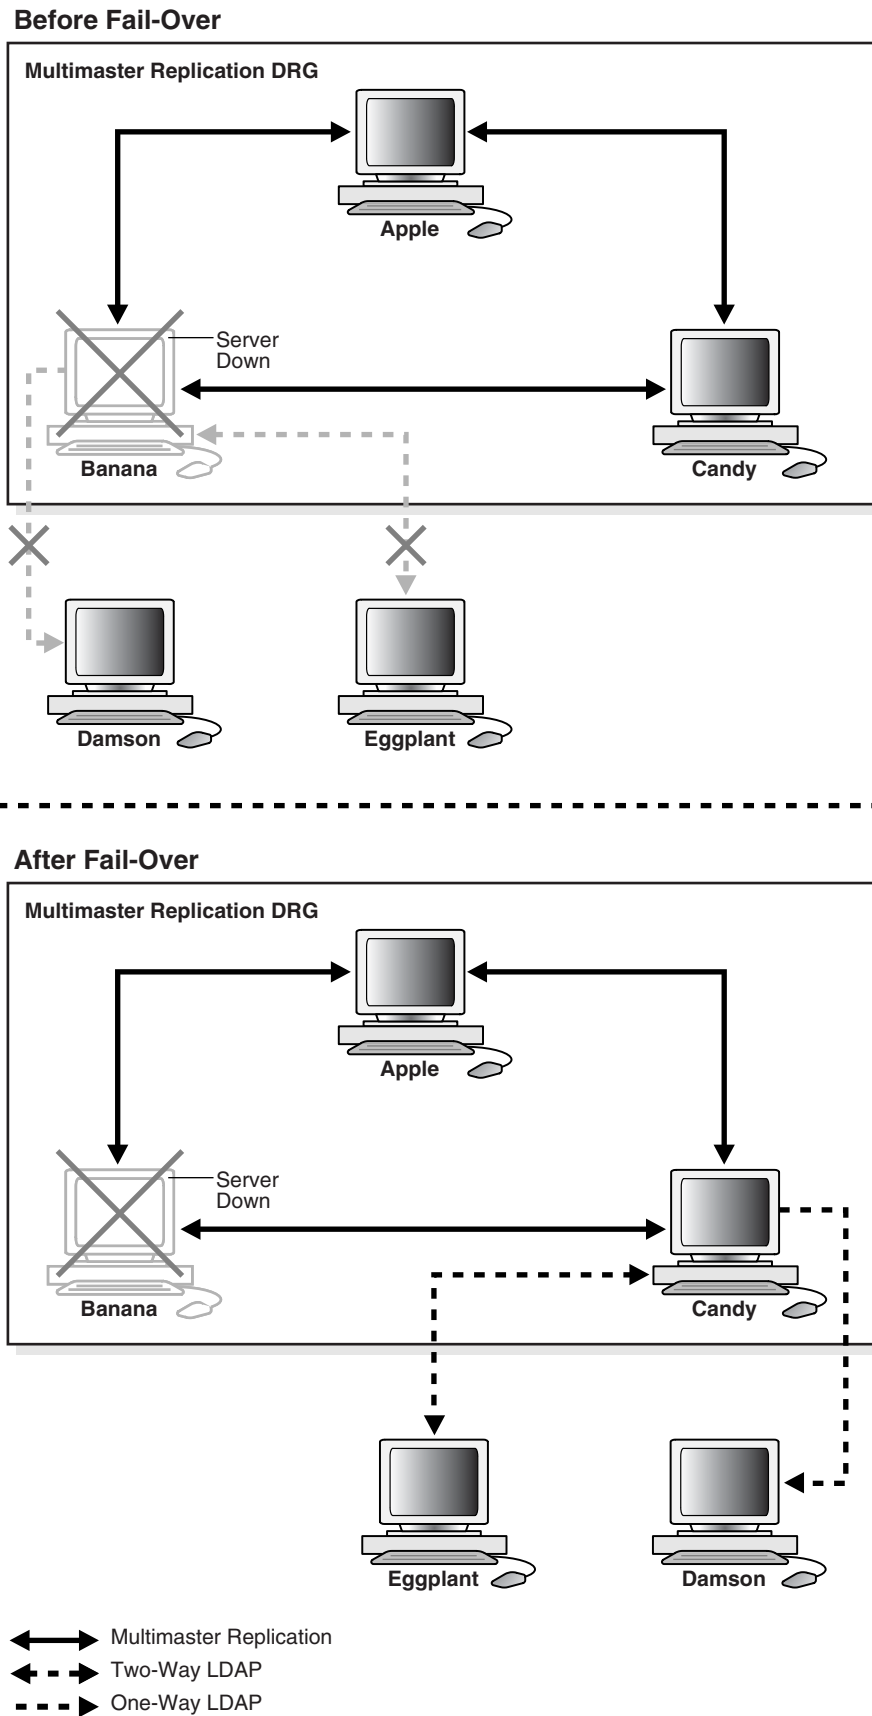 Before Fail-Over
Multimaster Replication DRG
Apple
Server
Down
Banana
Candy
Damson
Eggplant
After Fail-Over
Multimaster Replication DRG
Apple
Server
Down
Banana
Candy
Eggplant
Damson
Multimaster Replication
Two-Way LDAP
One-Way LDAP